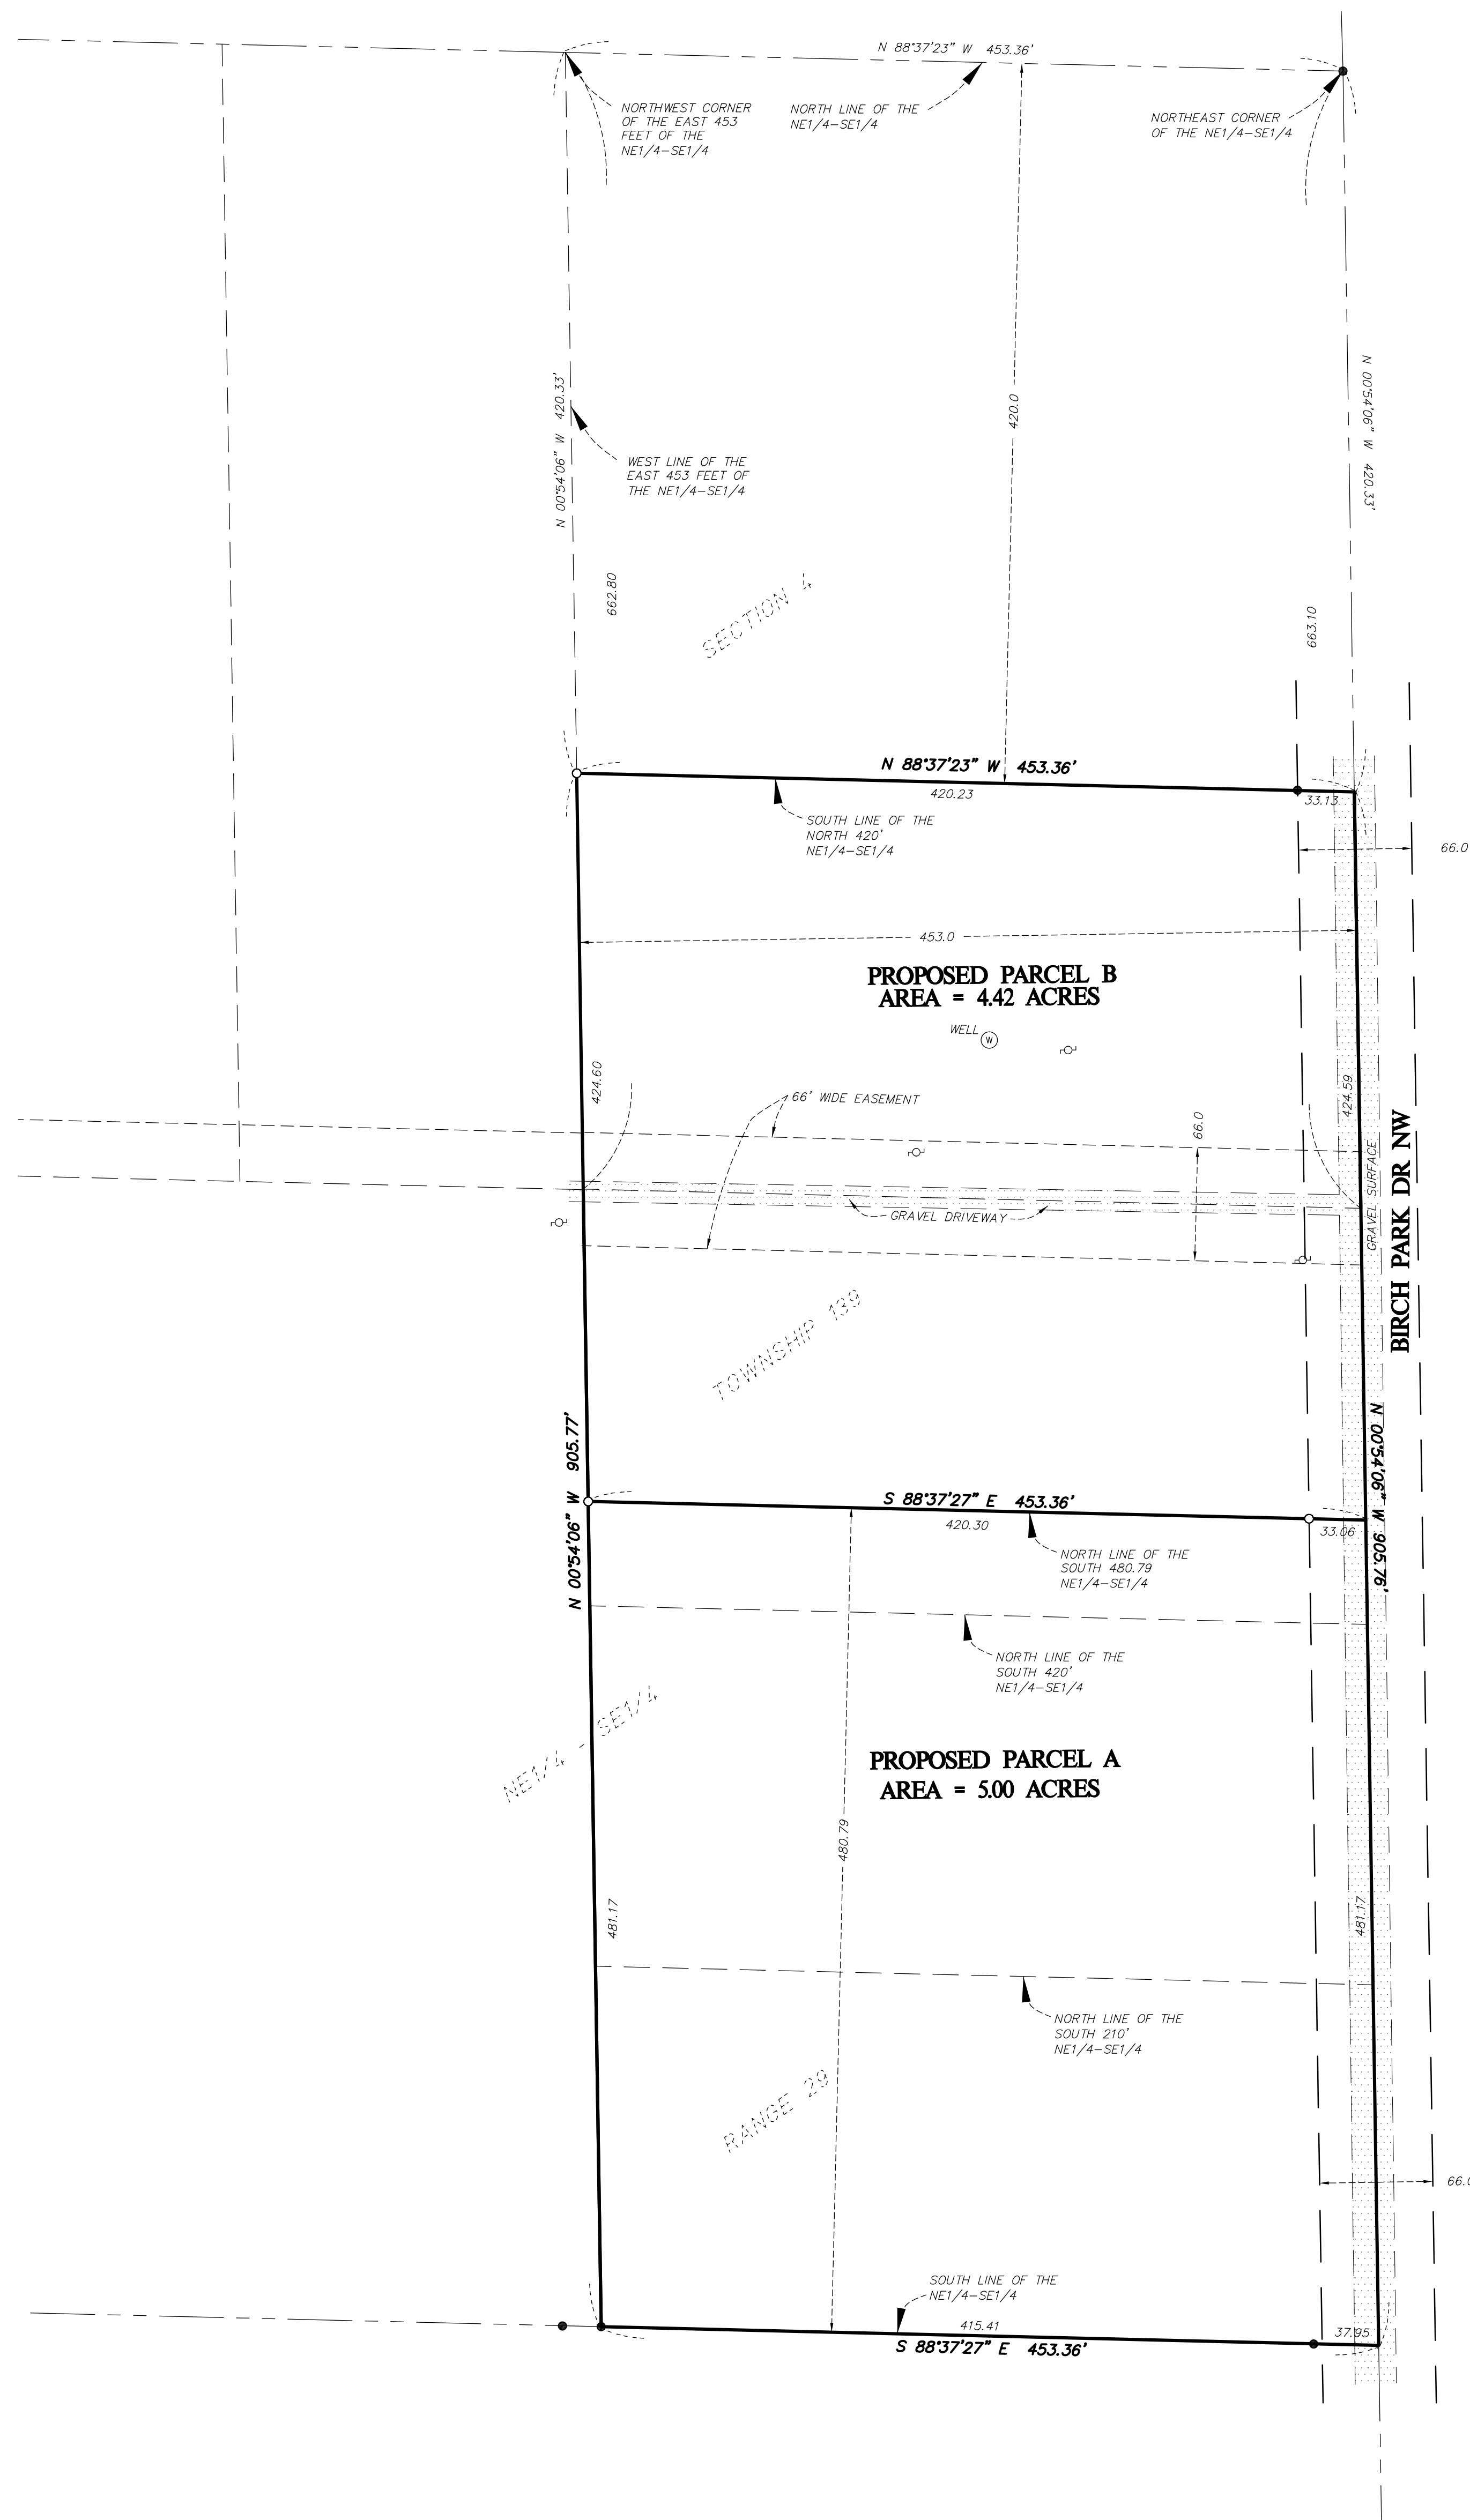 N 88°37'23" W 453.36'
NORTHWEST CORNER
OF THE EAST 453
FEET OF THE
NE1/4-SE1/4
NORTH LINE OF THE
NE1/4-SE1/4
NORTHEAST CORNER
OF THE NE1/4-SE1/4
N 00°54'06" W 420.33'
420.0
N 00°54'06" W 420.33'
WEST LINE OF THE
EAST 453 FEET OF
THE NE1/4-SE1/4
662.80
SECTION 4
663.10
N 88°37'23" W 453.36'
420.23
33.13
SOUTH LINE OF THE
NORTH 420'
NE1/4-SE1/4
66.0
453.0
PROPOSED PARCEL B
AREA = 4.42 ACRES
WELL
W
424.60
424.59
66' WIDE EASEMENT
66.0
GRAVEL DRIVEWAY
GRAVEL SURFACE
BIRCH PARK DR NW
TOWNSHIP 139
N 00°54'06" W 905.77'
N 00°54'06" W 905.76'
S 88°37'27" E 453.36'
420.30
33.06
NORTH LINE OF THE
SOUTH 480.79
NE1/4-SE1/4
NORTH LINE OF THE
SOUTH 420'
NE1/4-SE1/4
NE1/4 - SE1/4
PROPOSED PARCEL A
AREA = 5.00 ACRES
480.79
481.17
481.17
NORTH LINE OF THE
SOUTH 210'
NE1/4-SE1/4
RANGE 29
66.0
SOUTH LINE OF THE
NE1/4-SE1/4
415.41
37.95
S 88°37'27" E 453.36'